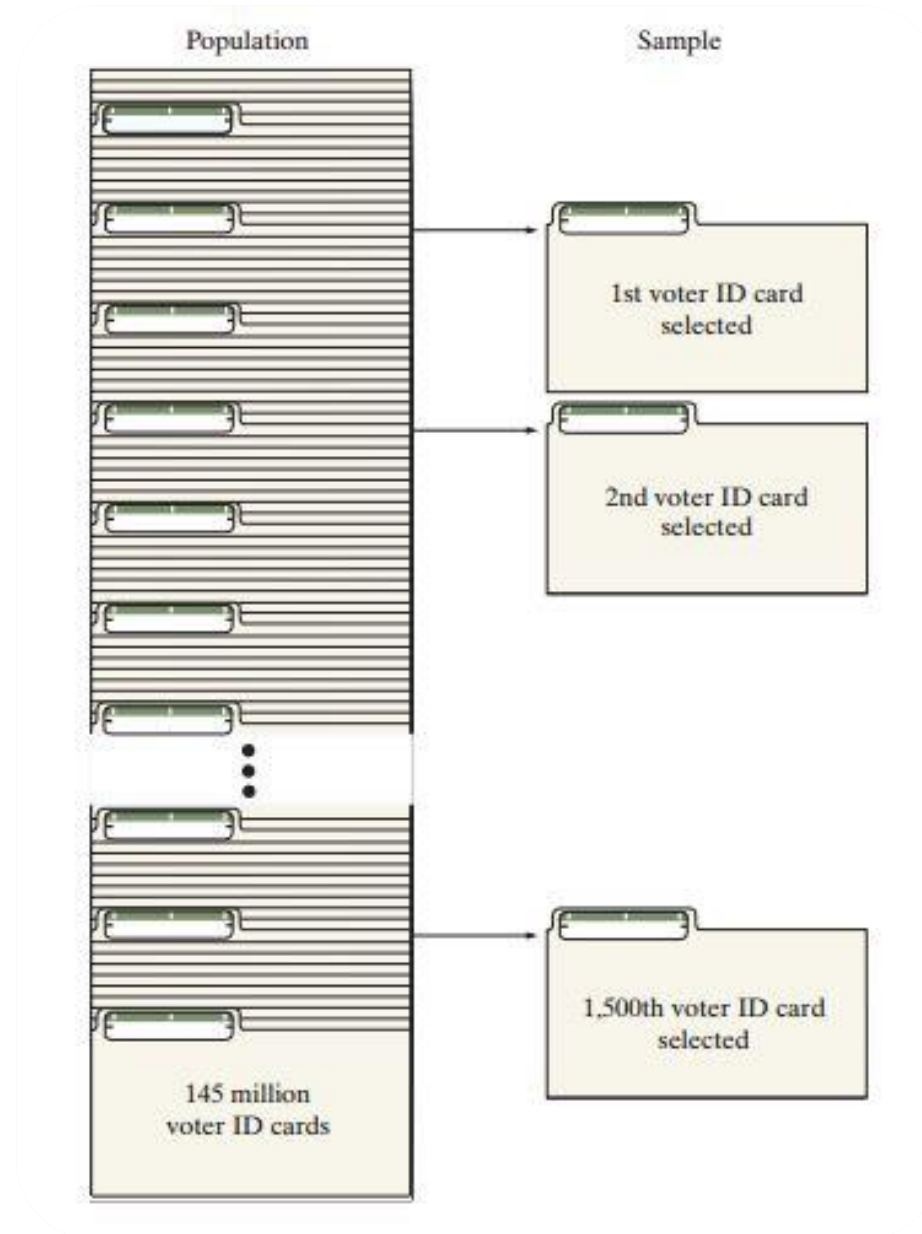 Population
Sample
1st voter ID card
selected
2nd voter ID card
selected
1,500th voter ID card
selected
145 million
voter ID cards